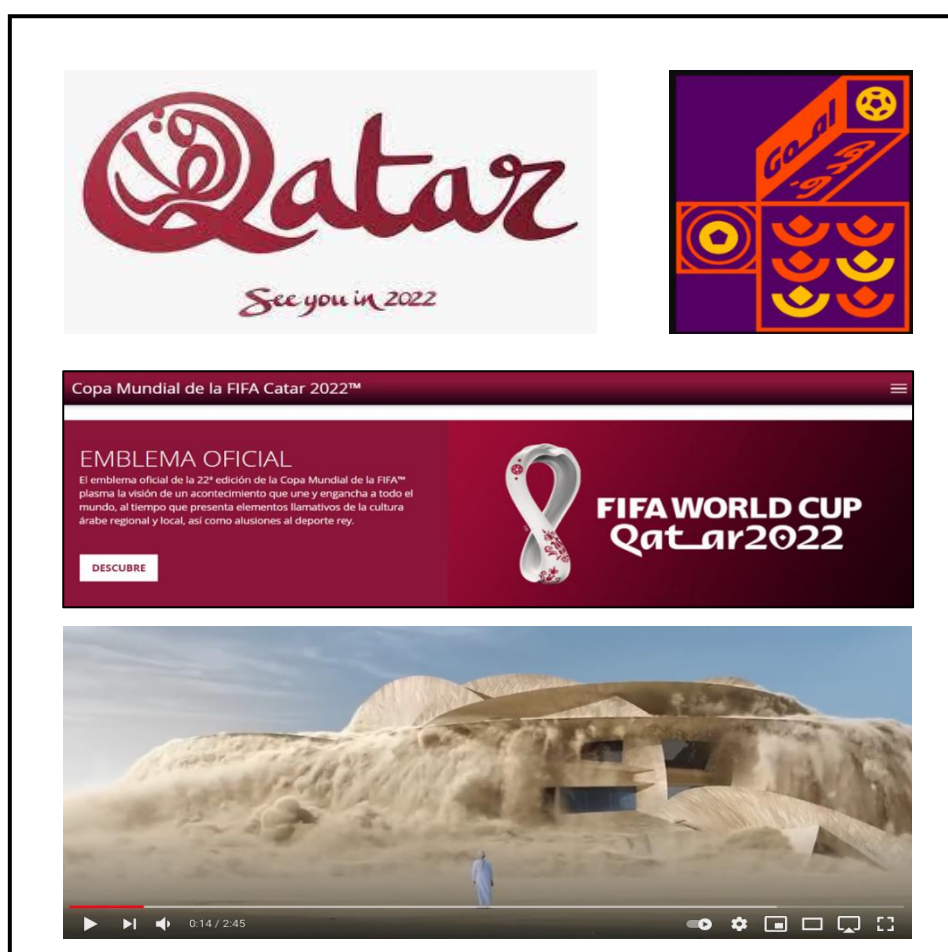 Qatar
See you in 2022
Goal
Copa Mundial de la FIFA Catar 2022™
EMBLEMA OFICIAL
El emblema oficial de la 22ª edición de la Copa Mundial de la FIFA™
plasma la visión de un acontecimiento que une y engancha a todo el
mundo, al tiempo que presenta elementos llamativos de la cultura
árabe regional y local, así como alusiones al deporte rey.
DESCUBRE
FIFA WORLD CUP
Qatar2022
0:14 / 2:45